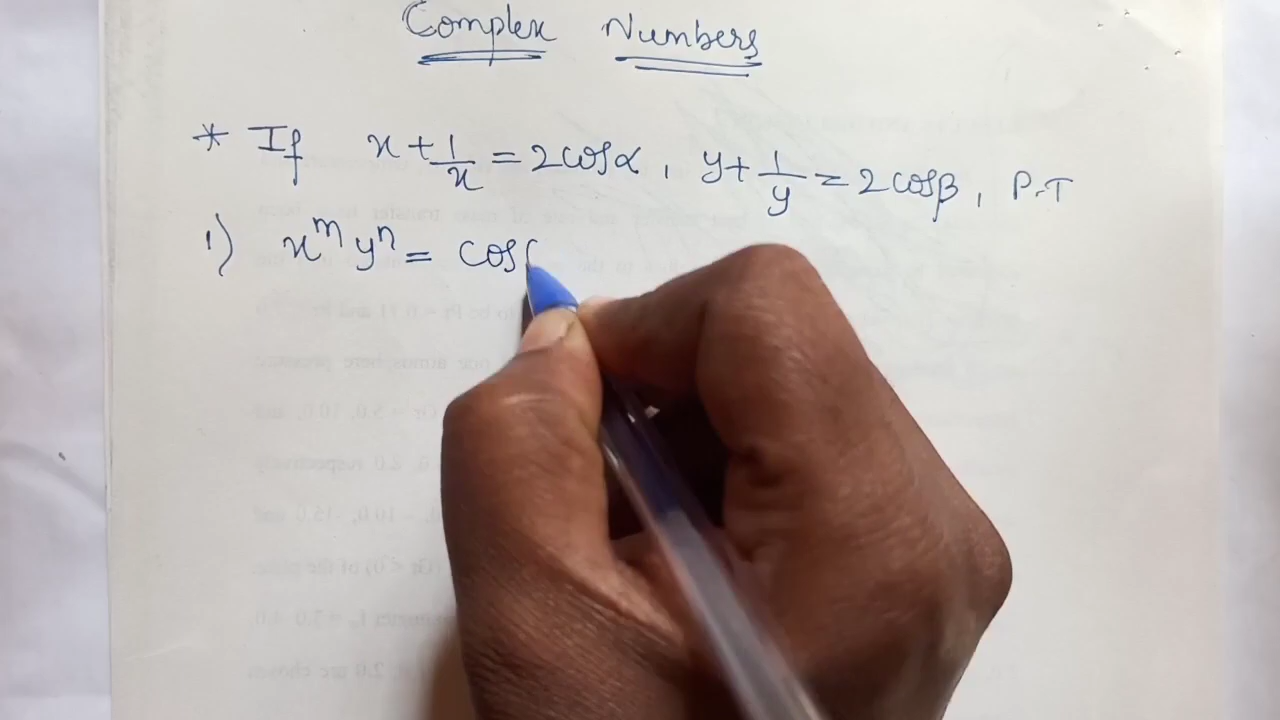 Complex Numbers
* If x + 1/x = 2cosα, y + 1/y = 2cosβ, P.T
1) x^m y^n = cos(